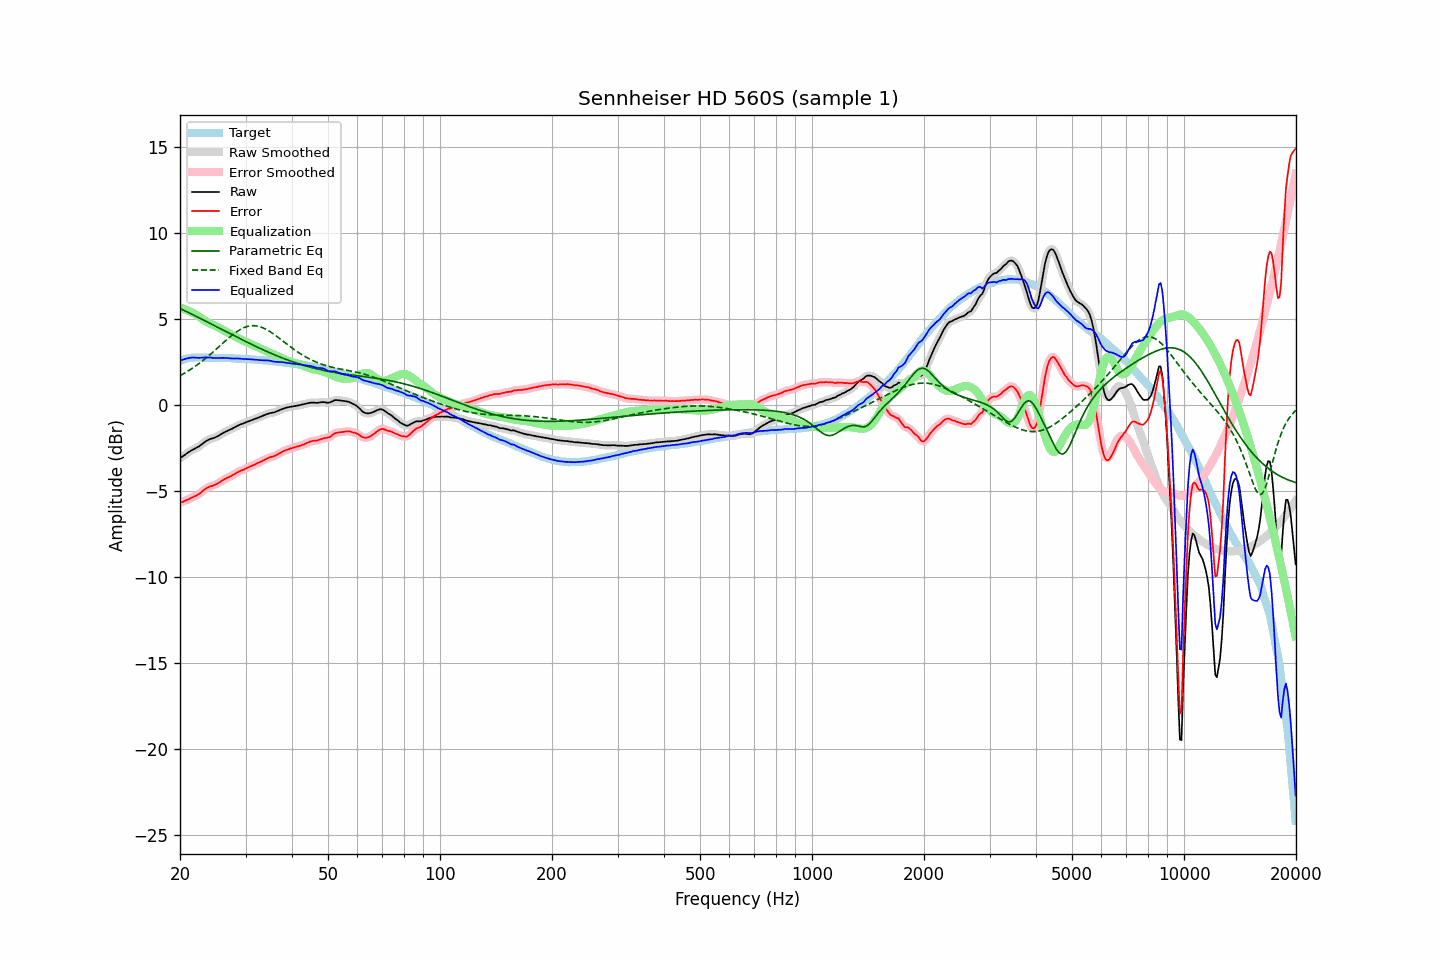 Sennheiser HD 560S (sample 1)
Target
Raw Smoothed
Error Smoothed
Raw
Error
Equalization
Parametric Eq
Fixed Band Eq
Equalized
15
10
5
0
−5
−10
−15
−20
−25
Amplitude (dBr)
20 50 100 200 500 1000 2000 5000 10000 20000
Frequency (Hz)